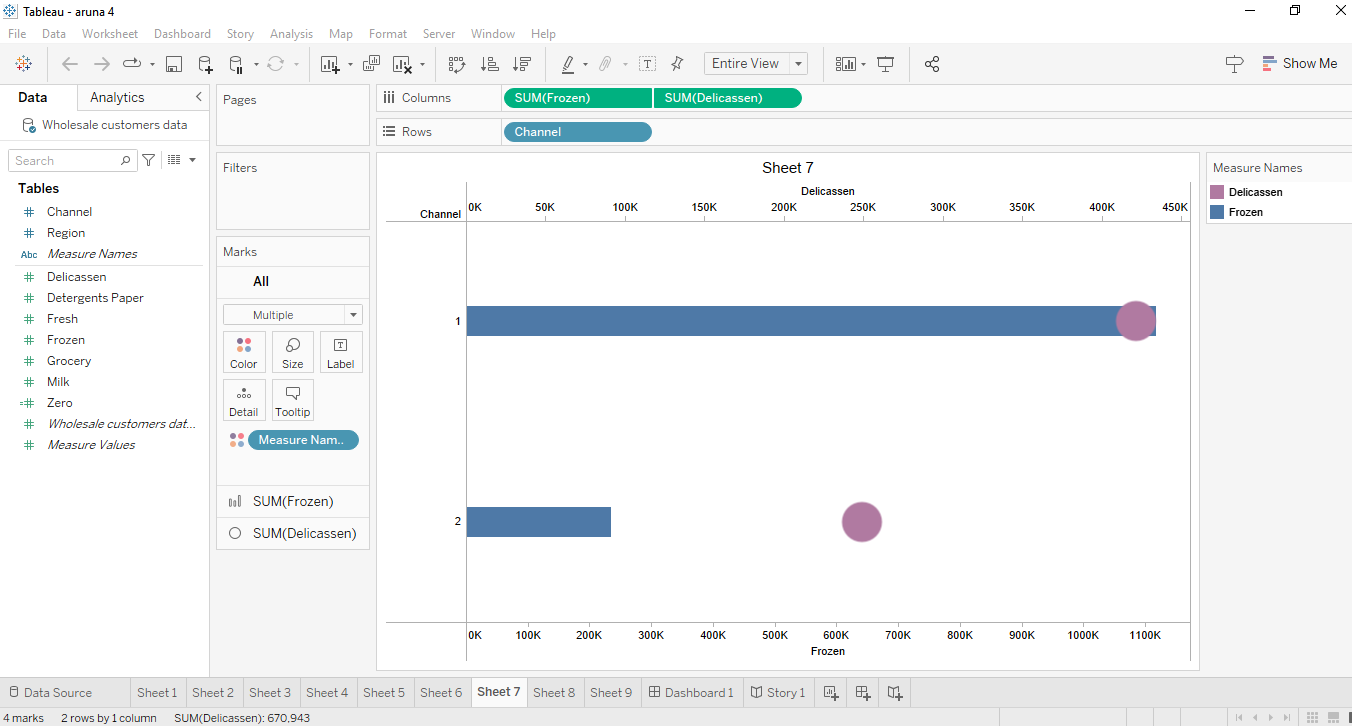 Tableau - aruna 4
File Data Worksheet Dashboard Story Analysis Map Format Server Window Help
Entire View
Show Me
Data Analytics
Wholesale customers data
Search
Tables
Channel
Region
Abc Measure Names
Delicassen
Detergents Paper
Fresh
Frozen
Grocery
Milk
Zero
Wholesale customers dat...
Measure Values
Pages
Filters
Marks
All
Multiple
Color Size Label
Detail Tooltip
Measure Nam..
SUM(Frozen)
SUM(Delicassen)
Columns SUM(Frozen) SUM(Delicassen)
Rows Channel
Sheet 7
Delicassen
Channel 0K 50K 100K 150K 200K 250K 300K 350K 400K 450K
1
2
0K 100K 200K 300K 400K 500K 600K 700K 800K 900K 1000K 1100K
Frozen
Measure Names
Delicassen
Frozen
Data Source Sheet 1 Sheet 2 Sheet 3 Sheet 4 Sheet 5 Sheet 6 Sheet 7 Sheet 8 Sheet 9 Dashboard 1 Story 1
4 marks 2 rows by 1 column SUM(Delicassen): 670,943